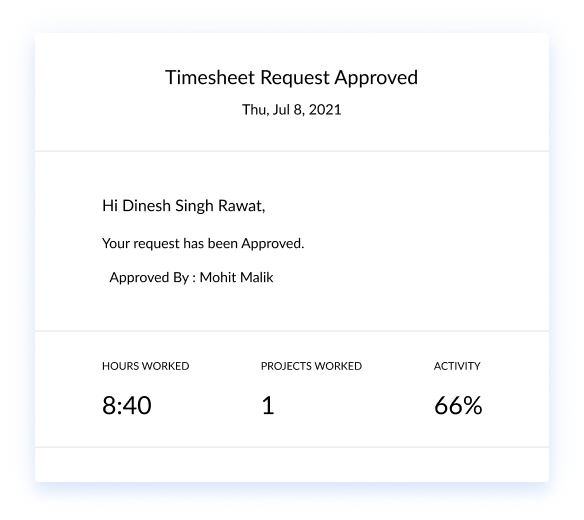 Timesheet Request Approved
Thu, Jul 8, 2021
Hi Dinesh Singh Rawat,
Your request has been Approved.
Approved By : Mohit Malik
HOURS WORKED PROJECTS WORKED ACTIVITY
8:40 1 66%